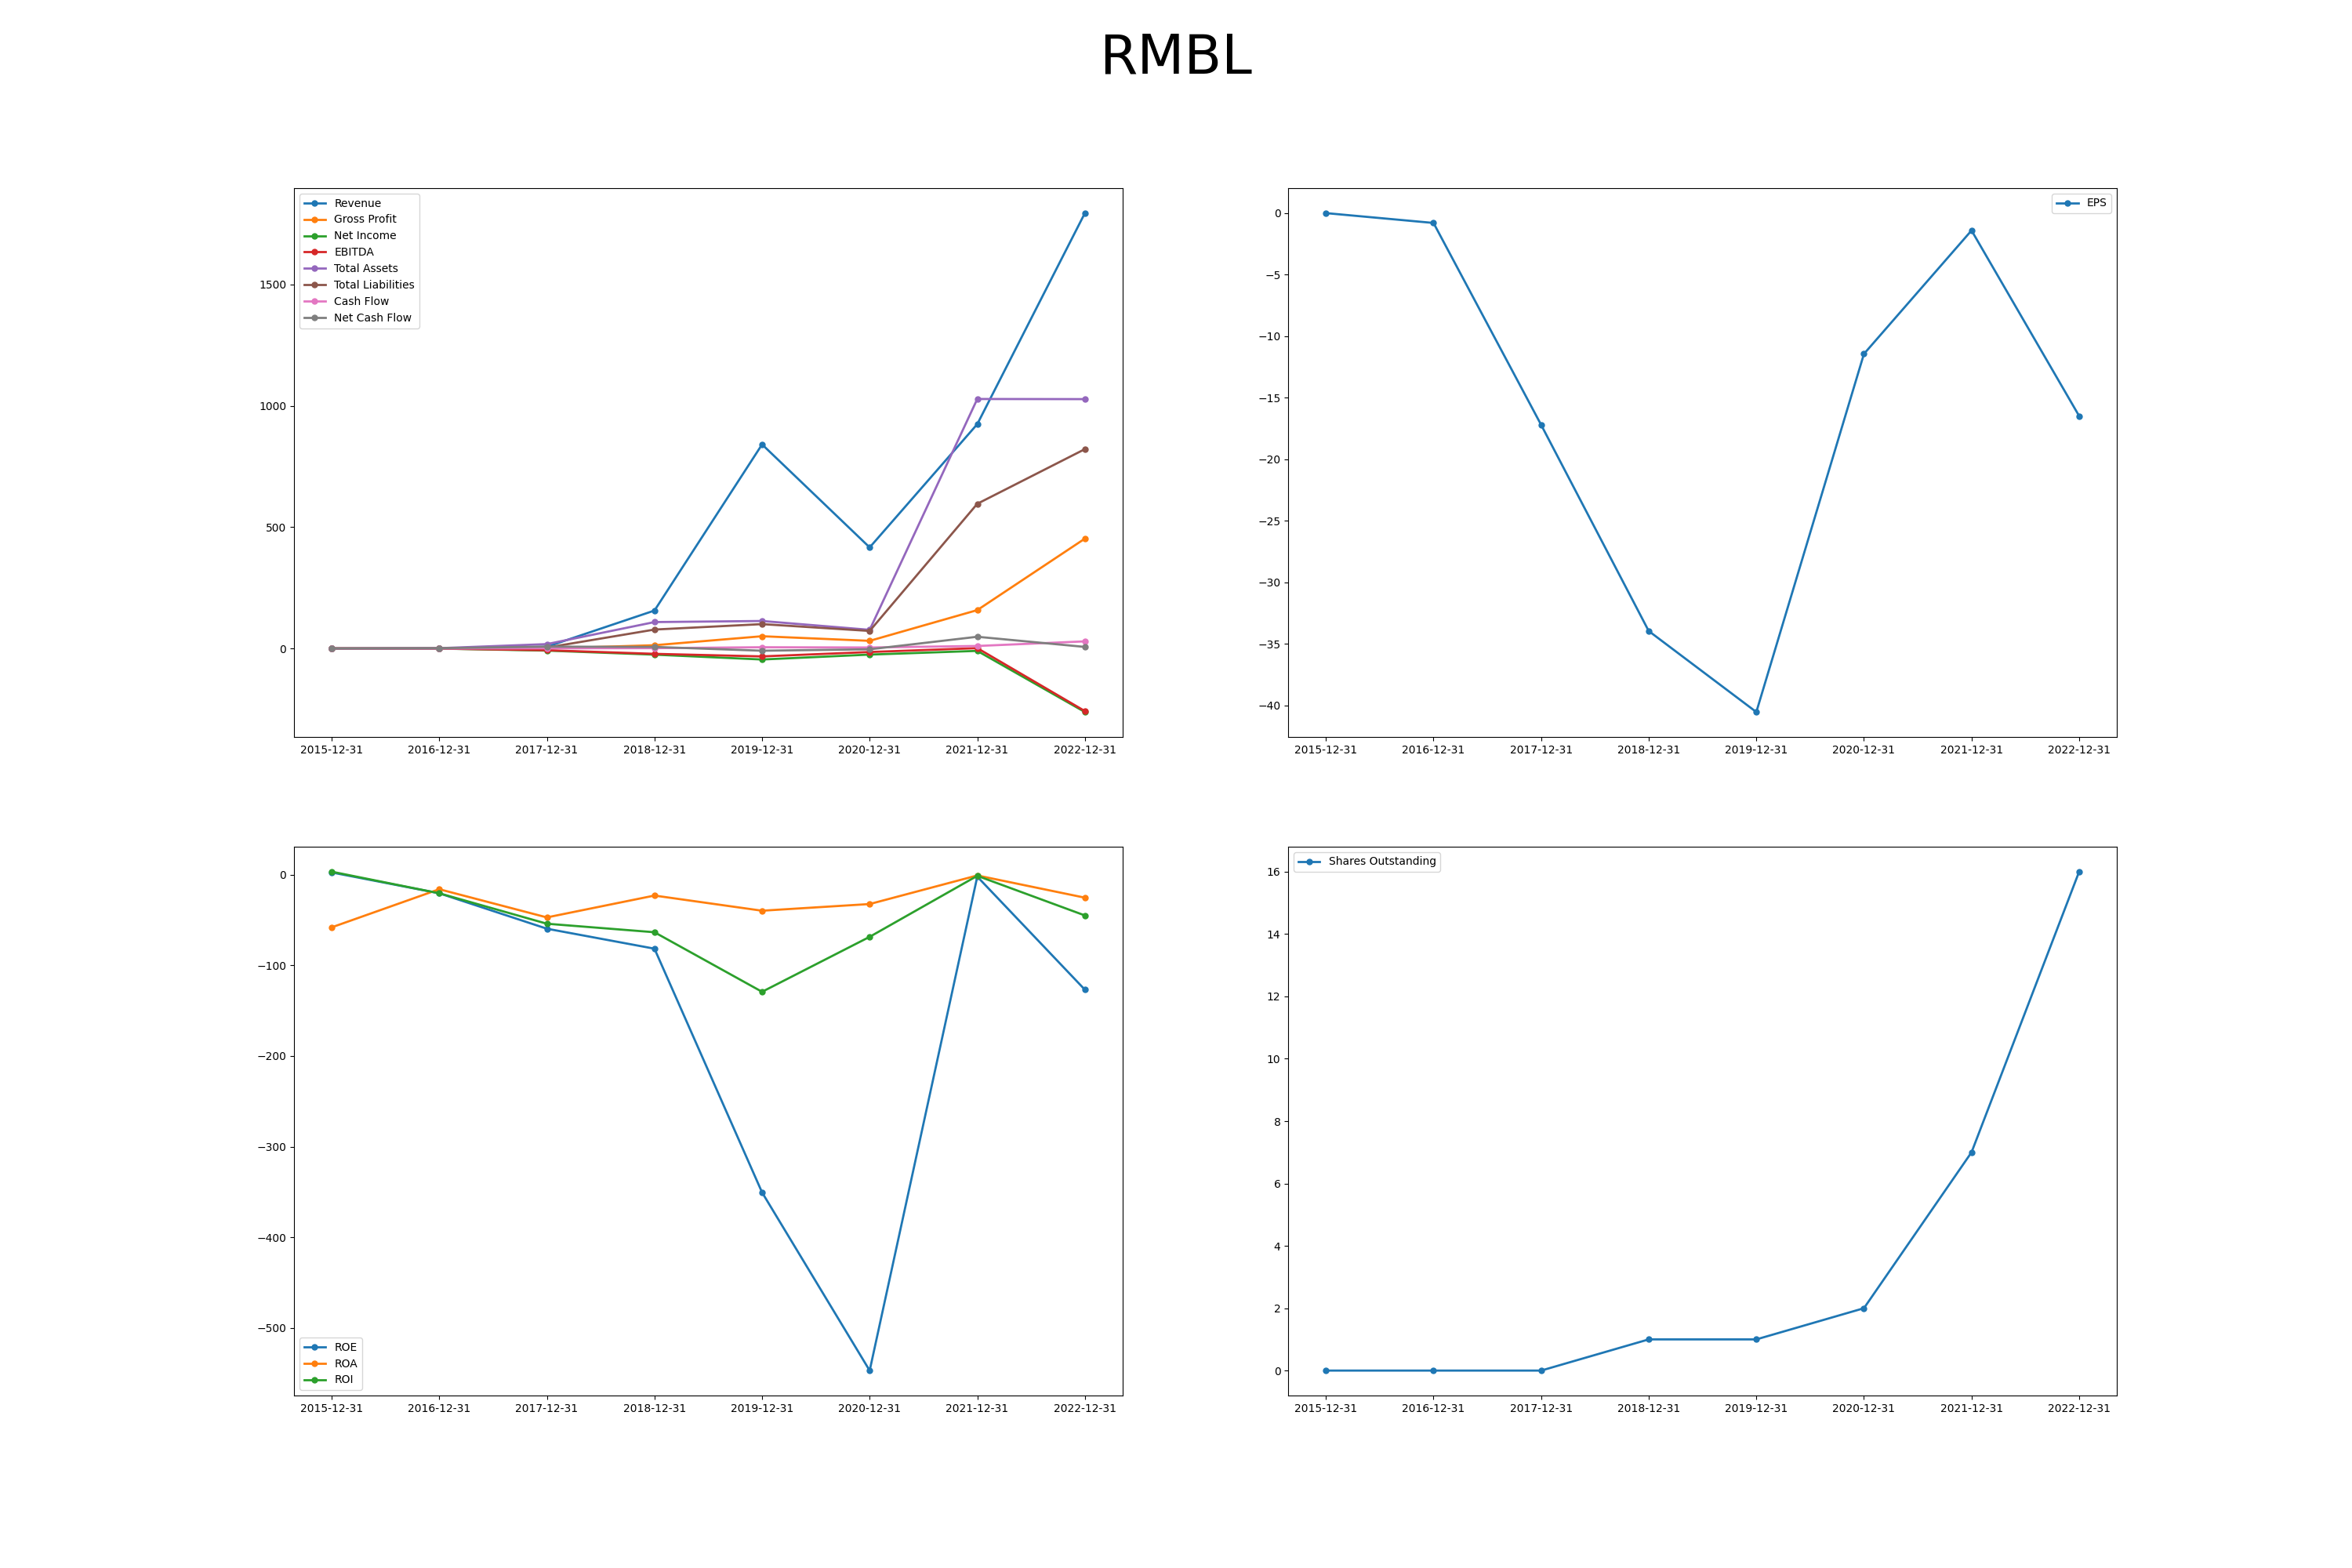 RMBL
Revenue
Gross Profit
Net Income
EBITDA
Total Assets
Total Liabilities
Cash Flow
Net Cash Flow
1500
1000
500
0
2015-12-31 2016-12-31 2017-12-31 2018-12-31 2019-12-31 2020-12-31 2021-12-31 2022-12-31
EPS
0
−5
−10
−15
−20
−25
−30
−35
−40
2015-12-31 2016-12-31 2017-12-31 2018-12-31 2019-12-31 2020-12-31 2021-12-31 2022-12-31
0
−100
−200
−300
−400
−500
ROE
ROA
ROI
2015-12-31 2016-12-31 2017-12-31 2018-12-31 2019-12-31 2020-12-31 2021-12-31 2022-12-31
Shares Outstanding
16
14
12
10
8
6
4
2
0
2015-12-31 2016-12-31 2017-12-31 2018-12-31 2019-12-31 2020-12-31 2021-12-31 2022-12-31